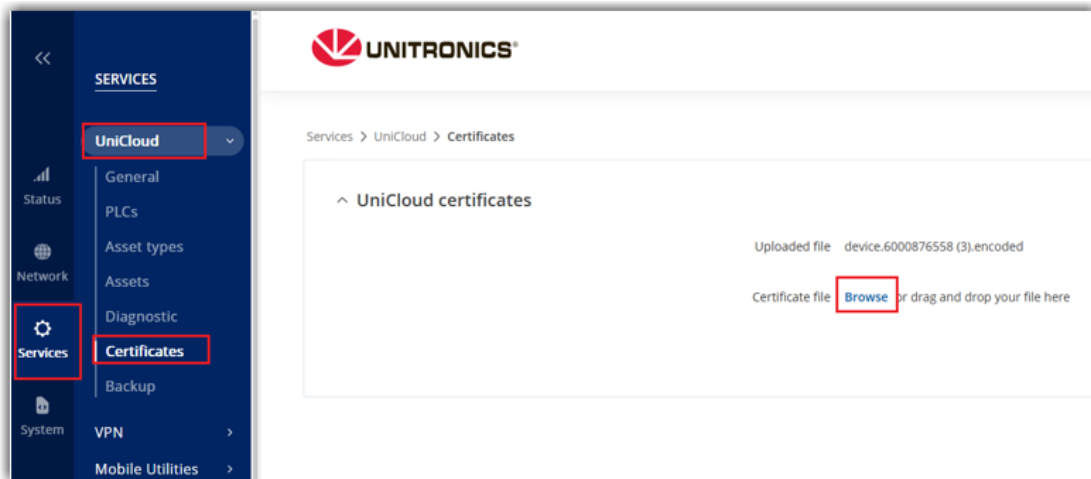 UNITRONICS®
SERVICES
UniCloud
General
PLCs
Asset types
Assets
Diagnostic
Certificates
Backup
VPN
Mobile Utilities
Status
Network
Services
System
Services > UniCloud > Certificates
UniCloud certificates
Uploaded file device.6000876558 (3).encoded
Certificate file Browse or drag and drop your file here